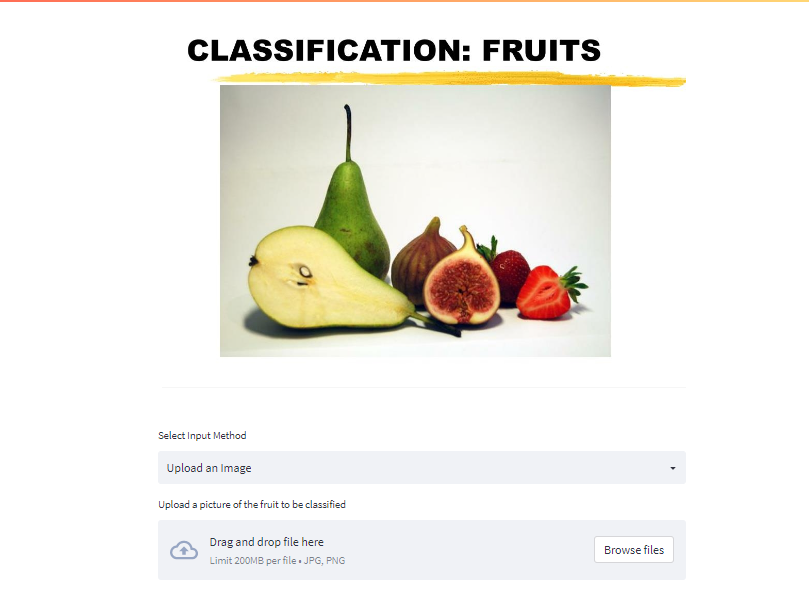 CLASSIFICATION: FRUITS
Select Input Method
Upload an Image
Upload a picture of the fruit to be classified
Drag and drop file here
Limit 200MB per file • JPG, PNG
Browse files